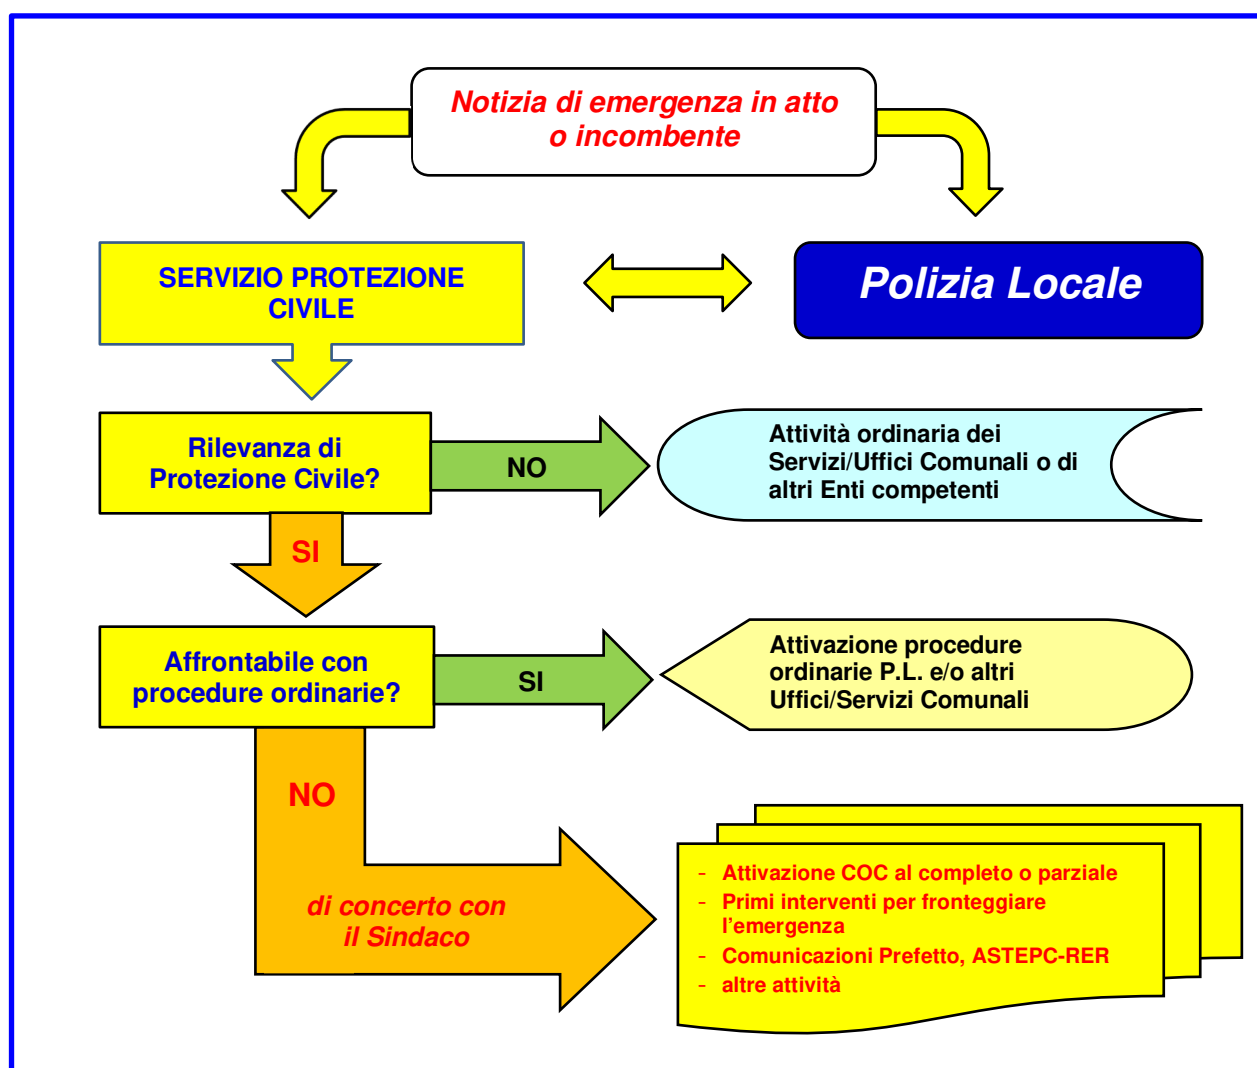 Notizia di emergenza in atto
o incombente
SERVIZIO PROTEZIONE
CIVILE
Polizia Locale
Rilevanza di
Protezione Civile?
NO
Attività ordinaria dei
Servizi/Uffici Comunali o di
altri Enti competenti
SI
Affrontabile con
procedure ordinarie?
SI
Attivazione procedure
ordinarie P.L. e/o altri
Uffici/Servizi Comunali
NO
di concerto con
il Sindaco
- Attivazione COC al completo o parziale
- Primi interventi per fronteggiare
l’emergenza
- Comunicazioni Prefetto, ASTEPC-RER
- altre attività